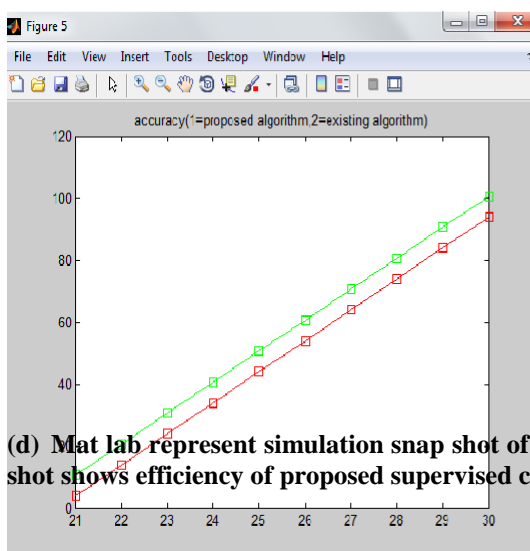 Figure 5
File Edit View Insert Tools Desktop Window Help
accuracy(1=proposed algorithm,2=existing algorithm)
120
100
80
60
40
20
0
21 22 23 24 25 26 27 28 29 30
(d) Mat lab represent simulation snap shot of
shot shows efficiency of proposed supervised c